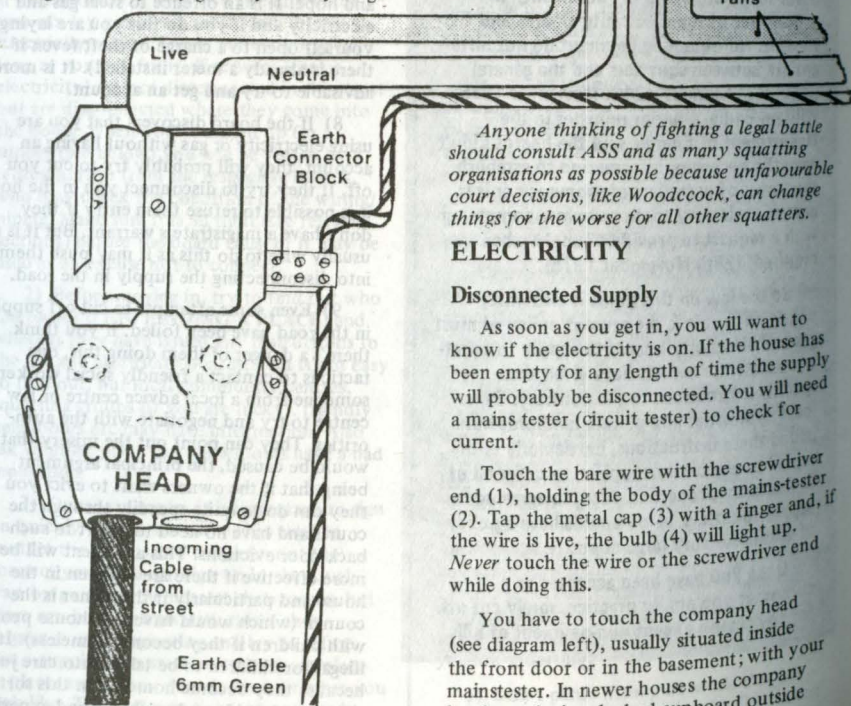 Live
Neutral
Earth
Connector
Block
100A
COMPANY
HEAD
Incoming
Cable
from
street
Earth Cable
6mm Green
Anyone thinking of fighting a legal battle
should consult ASS and as many squatting
organisations as possible because unfavourable
court decisions, like Woodccock, can change
things for the worse for all other squatters.
ELECTRICITY
Disconnected Supply
As soon as you get in, you will want to
know if the electricity is on. If the house has
been empty for any length of time the supply
will probably be disconnected. You will need
a mains tester (circuit tester) to check for
current.
Touch the bare wire with the screwdriver
end (1), holding the body of the mains-tester
(2). Tap the metal cap (3) with a finger and, if
the wire is live, the bulb (4) will light up.
Never touch the wire or the screwdriver end
while doing this.
You have to touch the company head
(see diagram left), usually situated inside
the front door or in the basement; with your
mainstester. In newer houses the company
outside